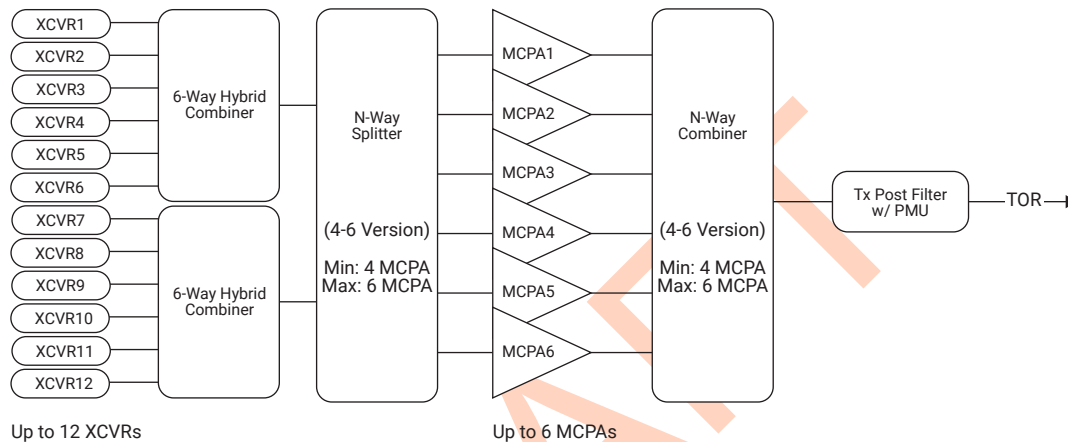 XCVR1
XCVR2
XCVR3
XCVR4
XCVR5
XCVR6
XCVR7
XCVR8
XCVR9
XCVR10
XCVR11
XCVR12
6-Way Hybrid
Combiner
6-Way Hybrid
Combiner
N-Way
Splitter
(4-6 Version)
Min: 4 MCPA
Max: 6 MCPA
MCPA1
MCPA2
MCPA3
MCPA4
MCPA5
MCPA6
N-Way
Combiner
(4-6 Version)
Min: 4 MCPA
Max: 6 MCPA
Tx Post Filter
w/ PMU
TOR
Up to 12 XCVRs
Up to 6 MCPAs